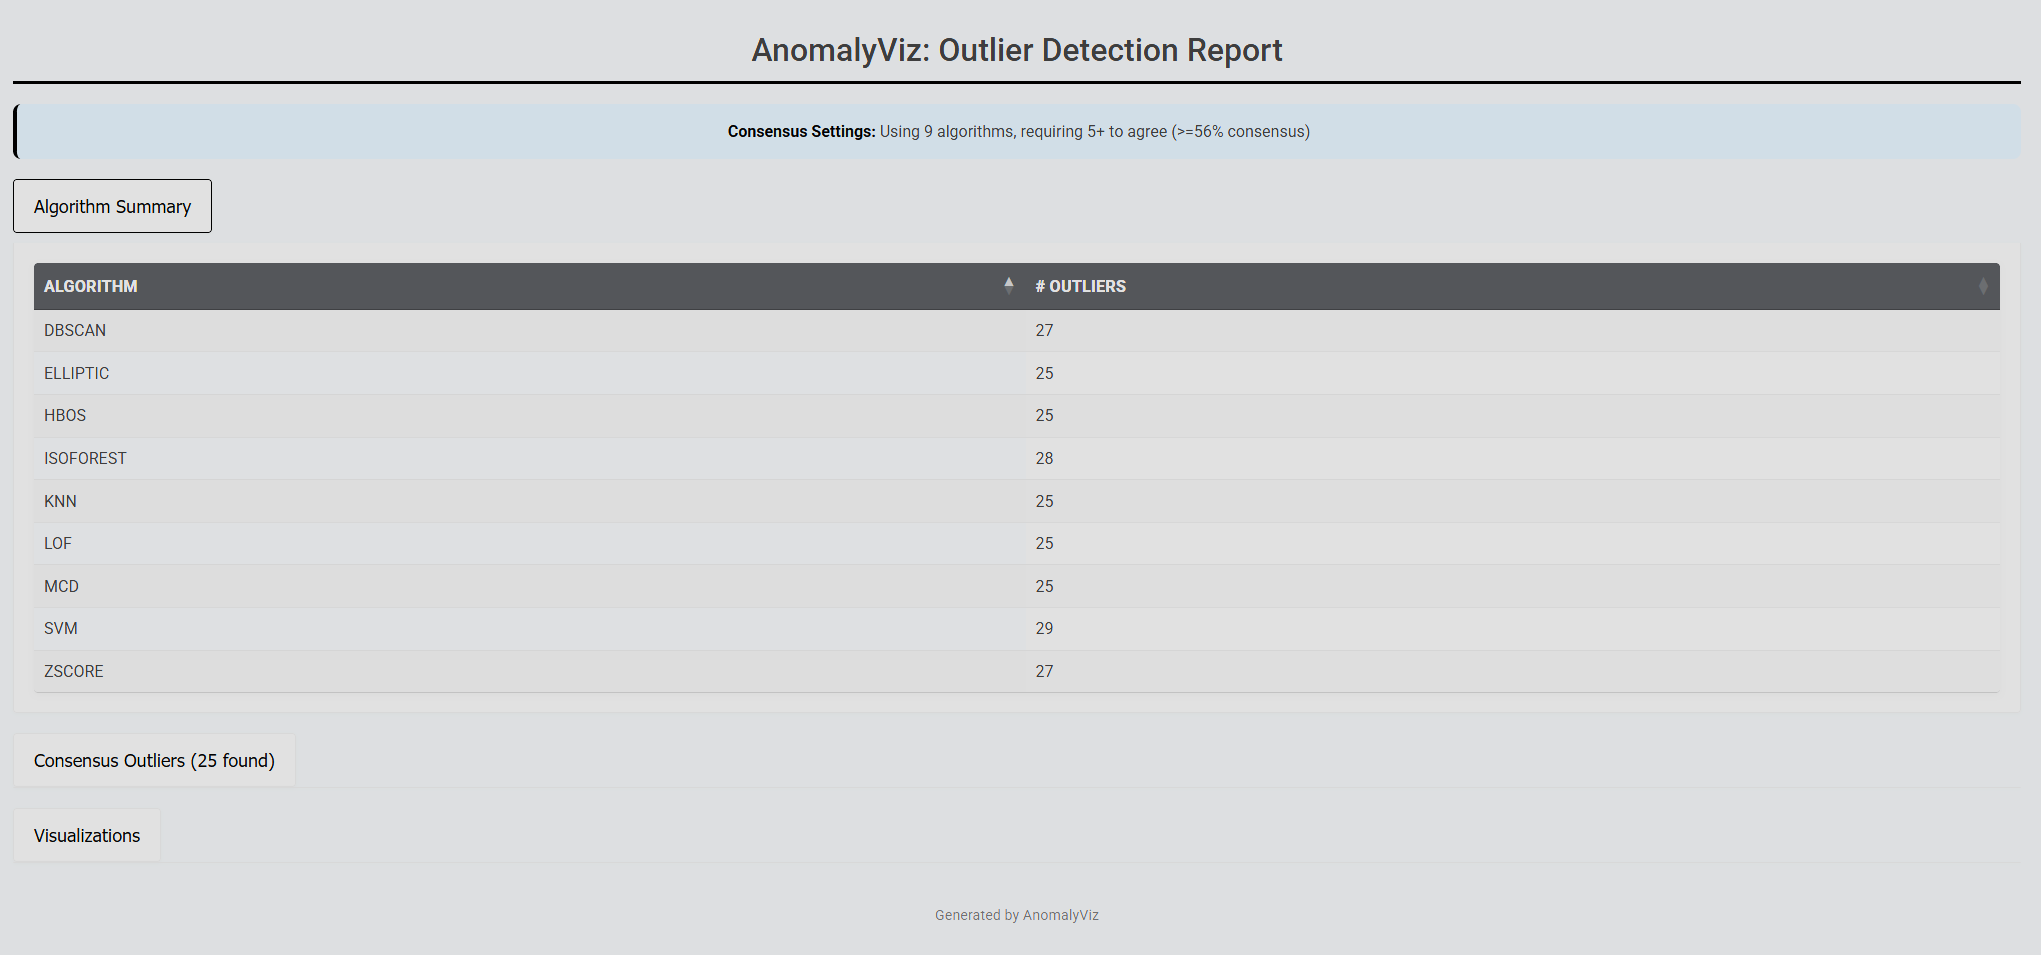 AnomalyViz: Outlier Detection Report
Consensus Settings: Using 9 algorithms, requiring 5+ to agree (>=56% consensus)
Algorithm Summary
ALGORITHM # OUTLIERS
DBSCAN 27
ELLIPTIC 25
HBOS 25
ISOFOREST 28
KNN 25
LOF 25
MCD 25
SVM 29
ZSCORE 27
Consensus Outliers (25 found)
Visualizations
Generated by AnomalyViz